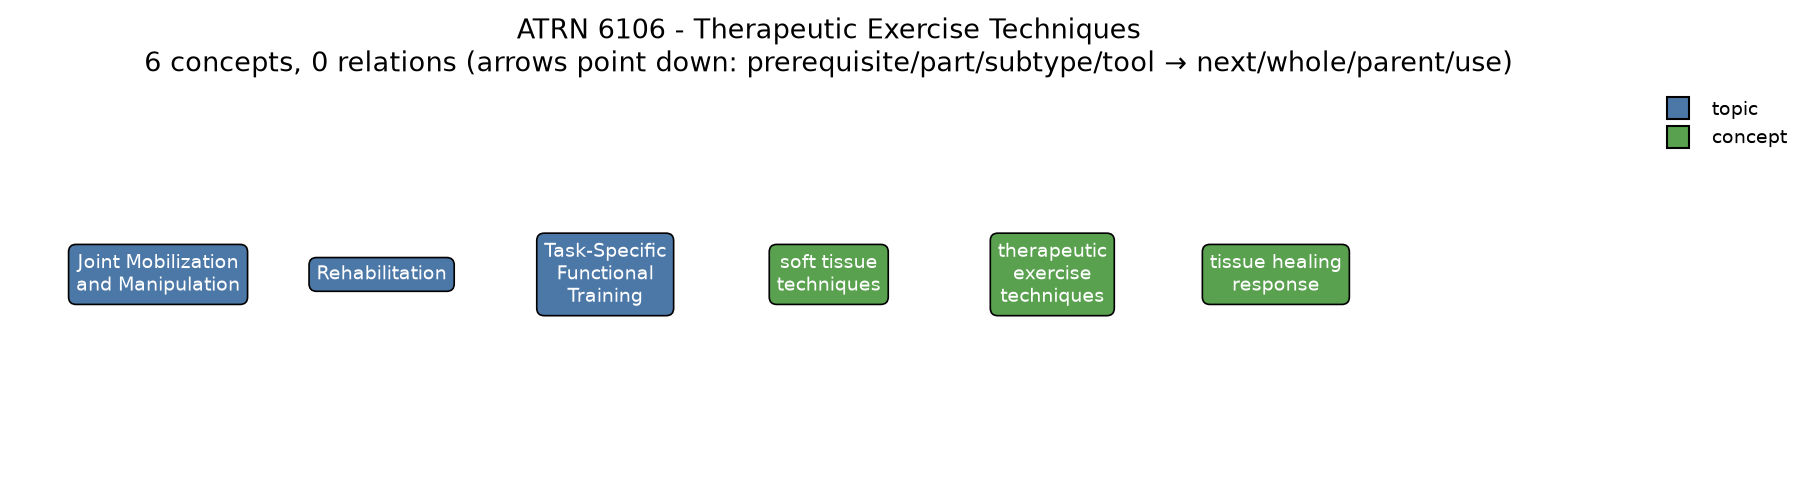 ATRN 6106 - Therapeutic Exercise Techniques
6 concepts, 0 relations (arrows point down: prerequisite/part/subtype/tool → next/whole/parent/use)
topic
concept
Joint Mobilization
and Manipulation
Rehabilitation
Task-Specific
Functional
Training
soft tissue
techniques
therapeutic
exercise
techniques
tissue healing
response